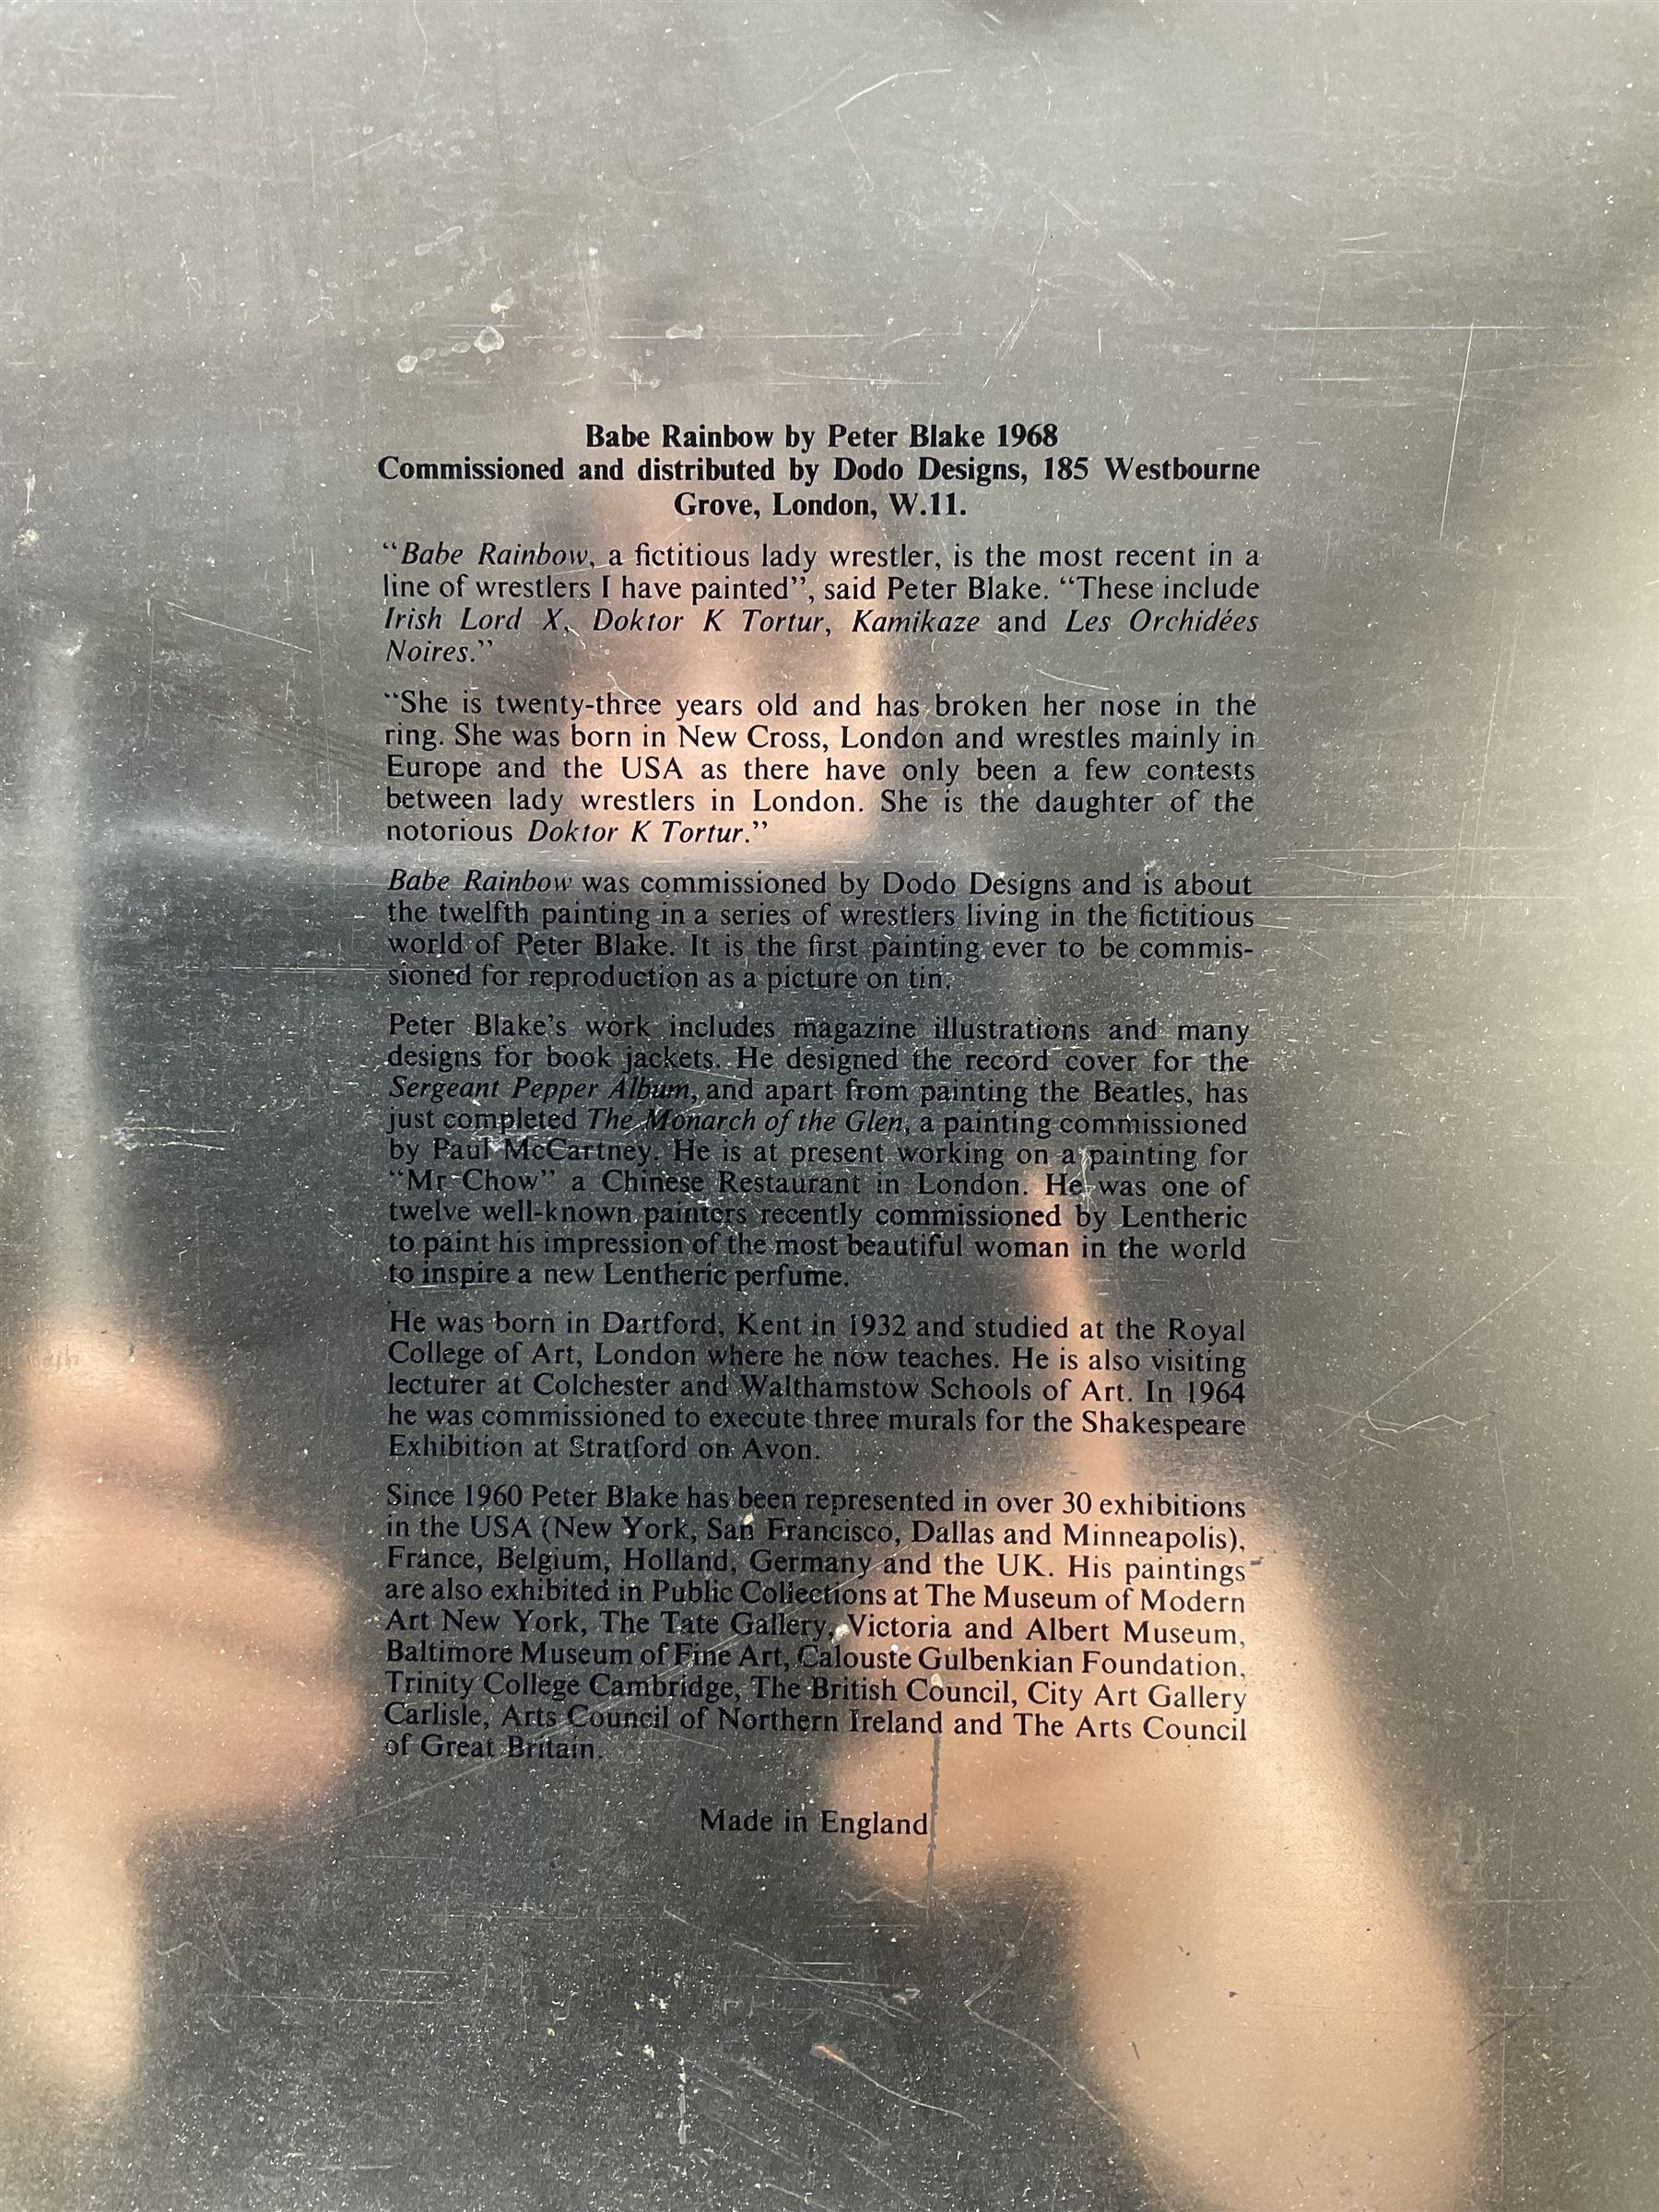 Babe Rainbow by Peter Blake 1968
Commissioned and distributed by Dodo Designs, 185 Westbourne
Grove, London, W.11.
“Babe Rainbow, a fictitious lady wrestler, is the most recent in a
line of wrestlers I have painted”, said Peter Blake. “These include
Irish Lord X, Doktor K Tortur, Kamikaze and Les Orchidées
Noires.”
“She is twenty-three years old and has broken her nose in the
ring. She was born in New Cross, London and wrestles mainly in
Europe and the USA as there have only been a few contests
between lady wrestlers in London. She is the daughter of the
notorious Doktor K Tortur.”
Babe Rainbow was commissioned by Dodo Designs and is about
the twelfth painting in a series of wrestlers living in the fictitious
world of Peter Blake. It is the first painting ever to be commis-
sioned for reproduction as a picture on tin.
Peter Blake’s work includes magazine illustrations and many
designs for book jackets. He designed the record cover for the
Sergeant Pepper Album, and apart from painting the Beatles, has
just completed The Monarch of the Glen, a painting commissioned
by Paul McCartney. He is at present working on a painting for
“Mr Chow” a Chinese Restaurant in London. He was one of
twelve well-known painters recently commissioned by Lentheric
to paint his impression of the most beautiful woman in the world
to inspire a new Lentheric perfume.
He was born in Dartford, Kent in 1932 and studied at the Royal
College of Art, London where he now teaches. He is also visiting
lecturer at Colchester and Walthamstow Schools of Art. In 1964
he was commissioned to execute three murals for the Shakespeare
Exhibition at Stratford on Avon.
Since 1960 Peter Blake has been represented in over 30 exhibitions
in the USA (New York, San Francisco, Dallas and Minneapolis),
France, Belgium, Holland, Germany and the UK. His paintings
are also exhibited in Public Collections at The Museum of Modern
Art New York, The Tate Gallery, Victoria and Albert Museum,
Baltimore Museum of Fine Art, Calouste Gulbenkian Foundation,
Trinity College Cambridge, The British Council, City Art Gallery
Carlisle, Arts Council of Northern Ireland and The Arts Council
of Great Britain.
Made in England